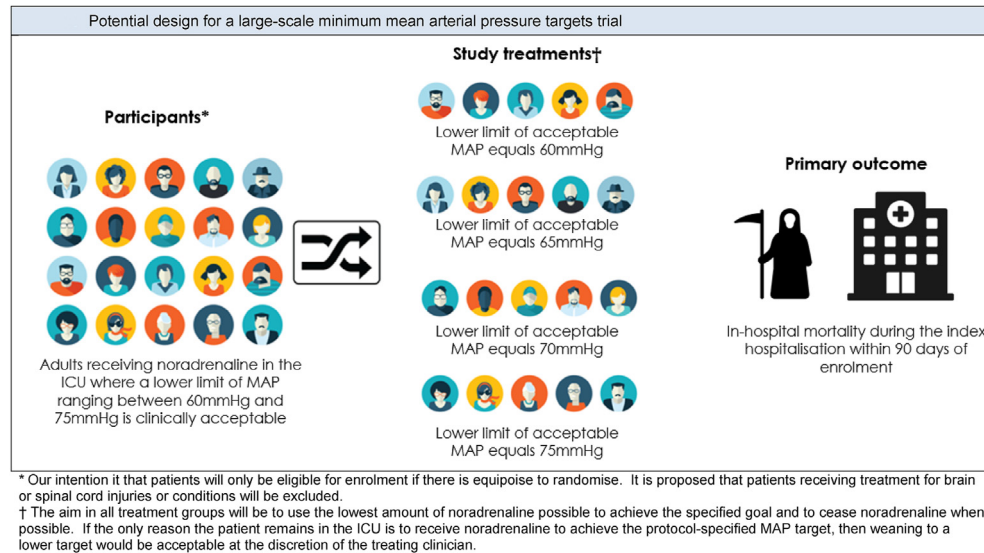 Potential design for a large-scale minimum mean arterial pressure targets trial
Study treatments†
Participants*
Lower limit of acceptable
MAP equals 60mmHg
Primary outcome
Lower limit of acceptable
MAP equals 65mmHg
Lower limit of acceptable
MAP equals 70mmHg
In-hospital mortality during the index
hospitalisation within 90 days of
enrolment
Adults receiving noradrenaline in the
ICU where a lower limit of MAP
ranging between 60mmHg and
75mmHg is clinically acceptable
Lower limit of acceptable
MAP equals 75mmHg
* Our intention it that patients will only be eligible for enrolment if there is equipoise to randomise. It is proposed that patients receiving treatment for brain
or spinal cord injuries or conditions will be excluded.
† The aim in all treatment groups will be to use the lowest amount of noradrenaline possible to achieve the specified goal and to cease noradrenaline when
possible. If the only reason the patient remains in the ICU is to receive noradrenaline to achieve the protocol-specified MAP target, then weaning to a
lower target would be acceptable at the discretion of the treating clinician.